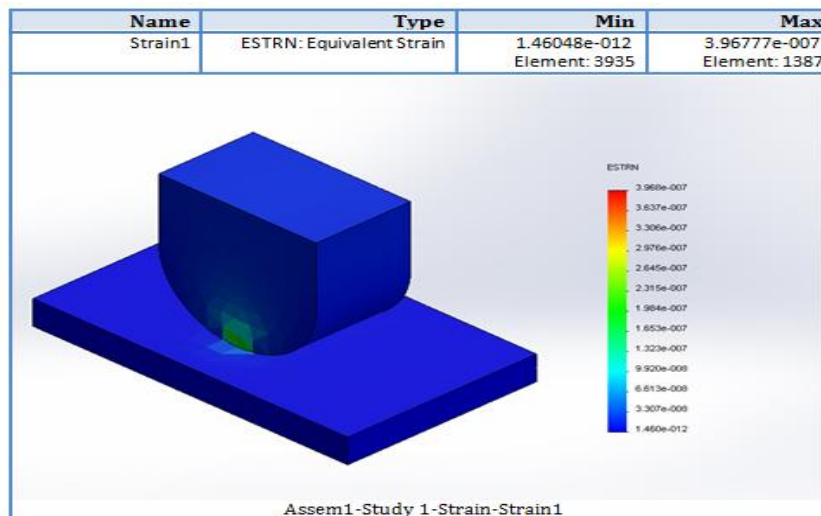 Name Type Min Max
Strain1 ESTRN: Equivalent Strain 1.46048e-012 3.96777e-007
Element: 3935 Element: 1387
ESTRN
3.968e-007
3.637e-007
3.306e-007
2.976e-007
2.645e-007
2.315e-007
1.984e-007
1.653e-007
1.323e-007
9.920e-008
6.613e-008
3.307e-008
1.460e-012
Assem1-Study 1-Strain-Strain1